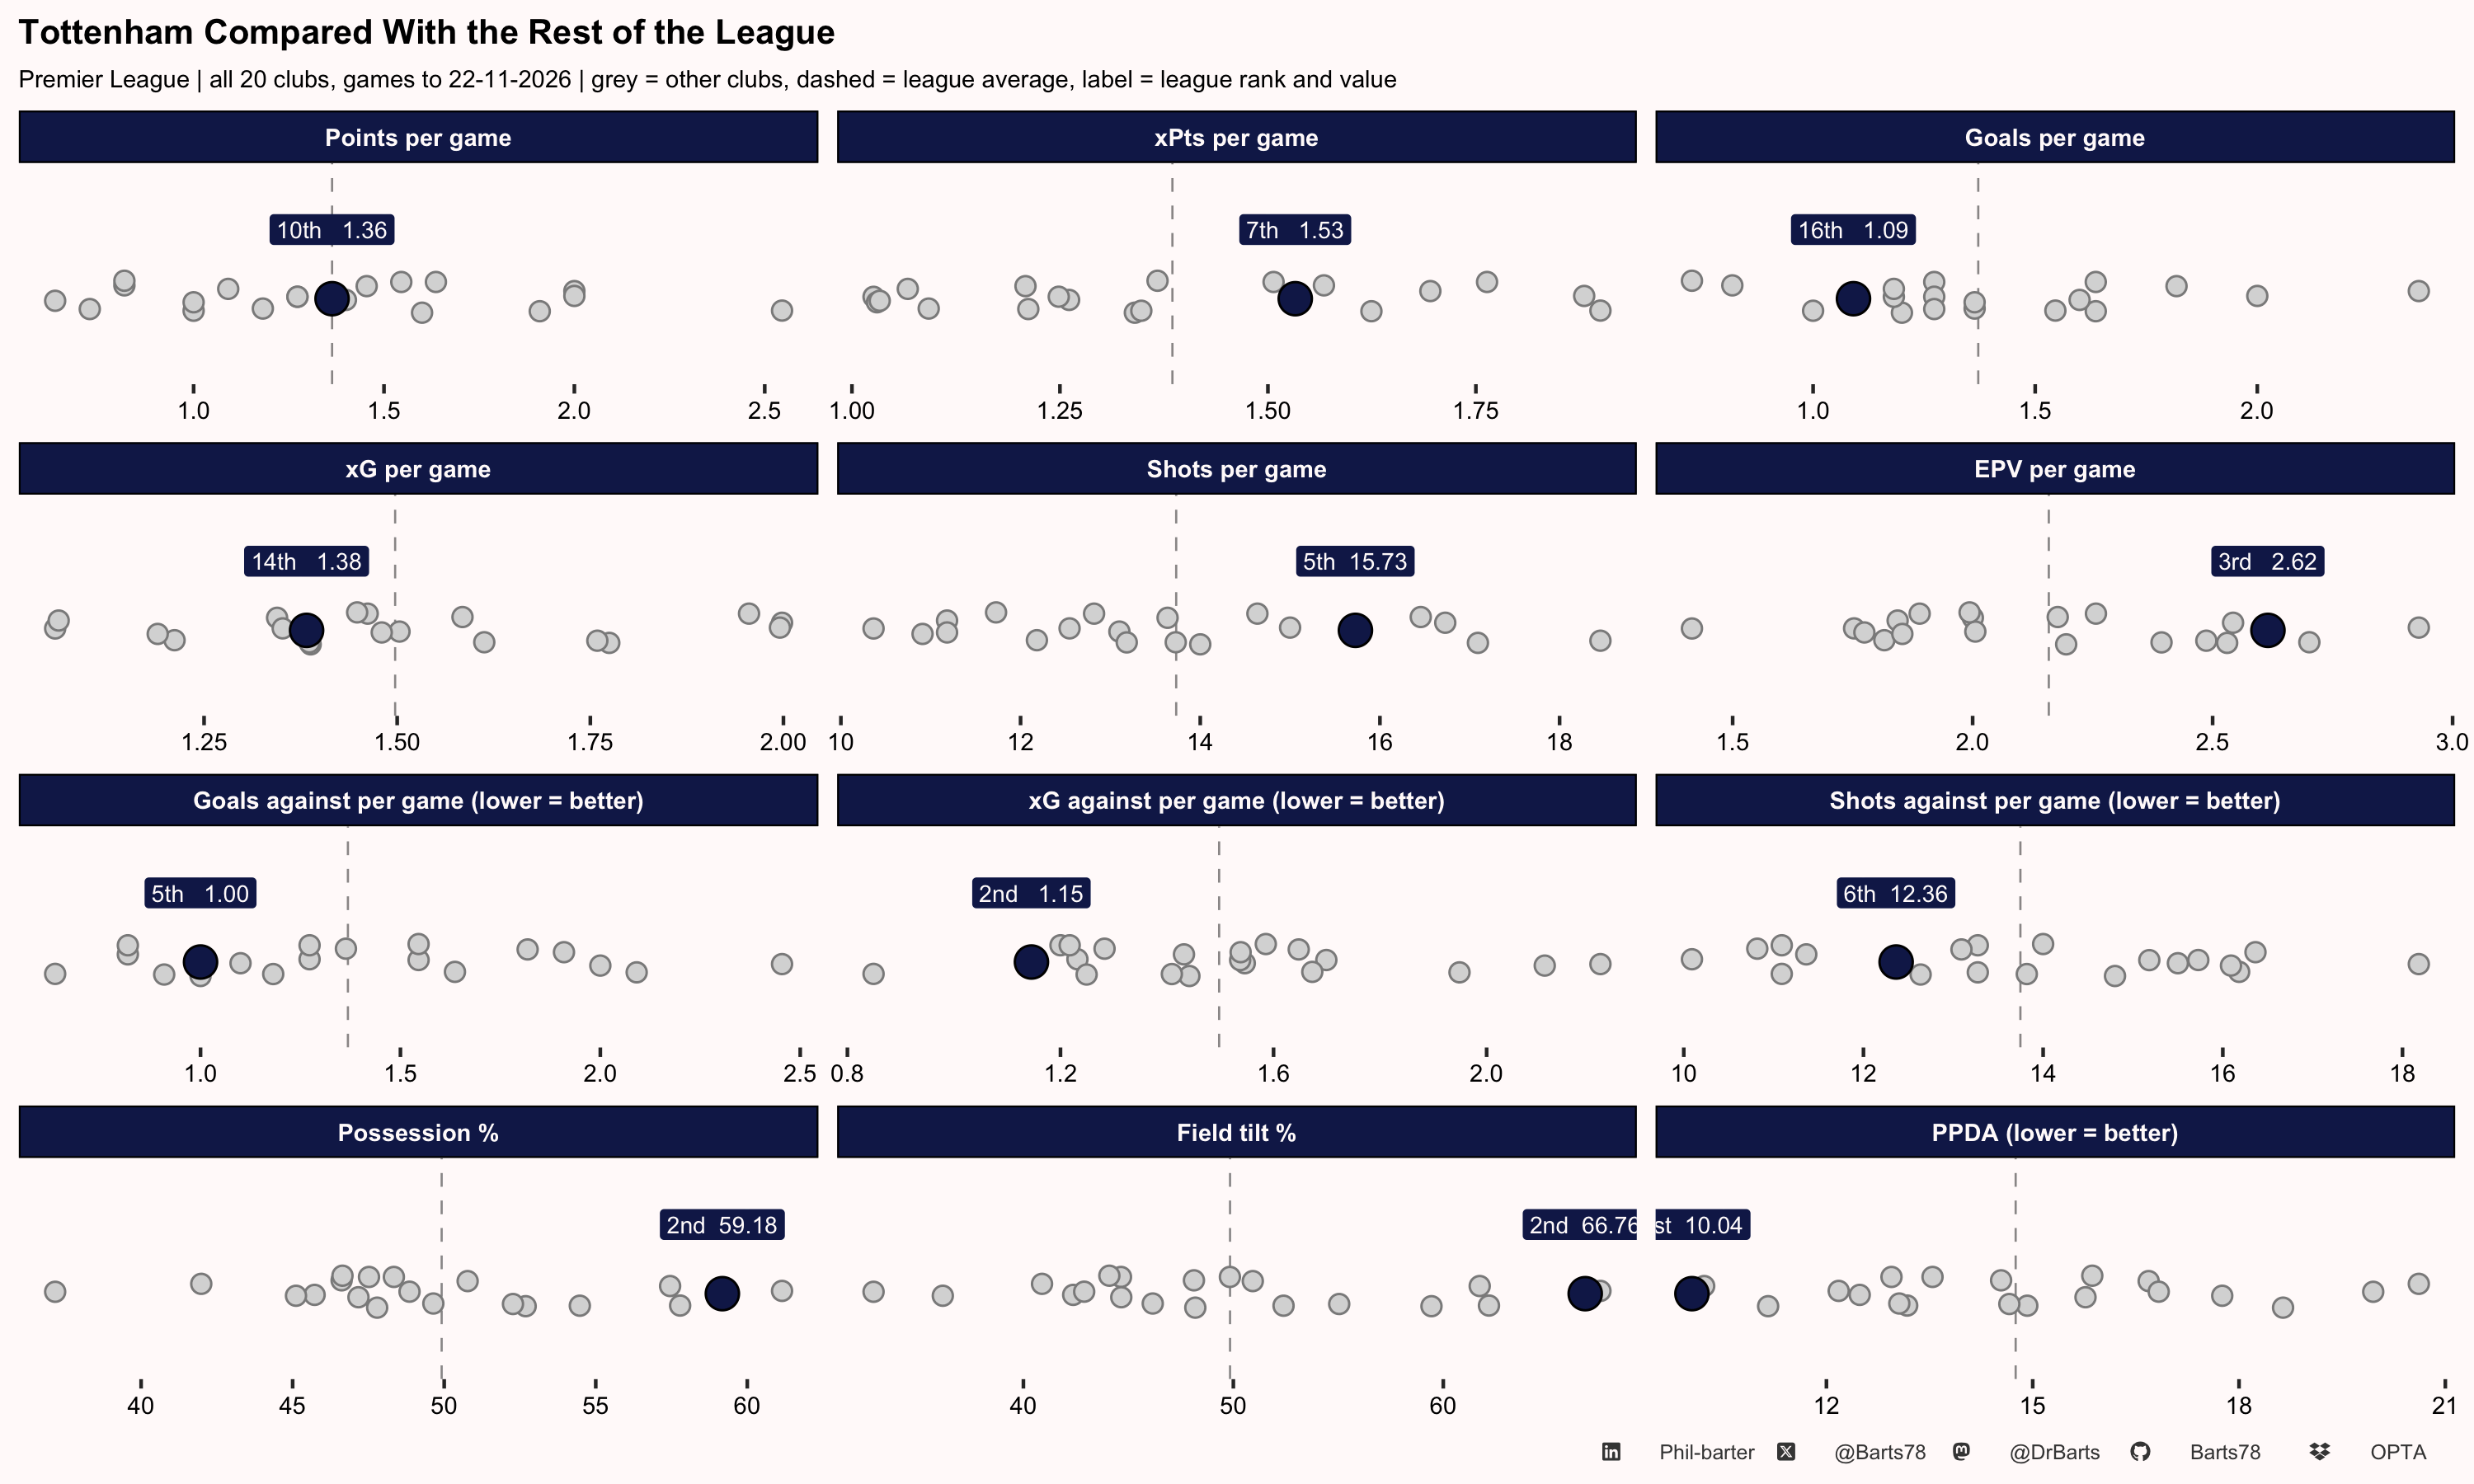 Tottenham Compared With the Rest of the League
Premier League | all 20 clubs, games to 22-11-2026 | grey = other clubs, dashed = league average, label = league rank and value
Points per game
xPts per game
Goals per game
10th 1.36
7th 1.53
16th 1.09
1.0 1.5 2.0 2.5
1.00 1.25 1.50 1.75
1.0 1.5 2.0
xG per game
Shots per game
EPV per game
14th 1.38
5th 15.73
3rd 2.62
1.25 1.50 1.75 2.00
10 12 14 16 18
1.5 2.0 2.5 3.0
Goals against per game (lower = better)
xG against per game (lower = better)
Shots against per game (lower = better)
5th 1.00
2nd 1.15
6th 12.36
1.0 1.5 2.0 2.5
0.8 1.2 1.6 2.0
10 12 14 16 18
Possession %
Field tilt %
PPDA (lower = better)
2nd 59.18
2nd 66.76
st 10.04
40 45 50 55 60
40 50 60
12 15 18 21
Phil-barter @Barts78 @DrBarts Barts78 OPTA